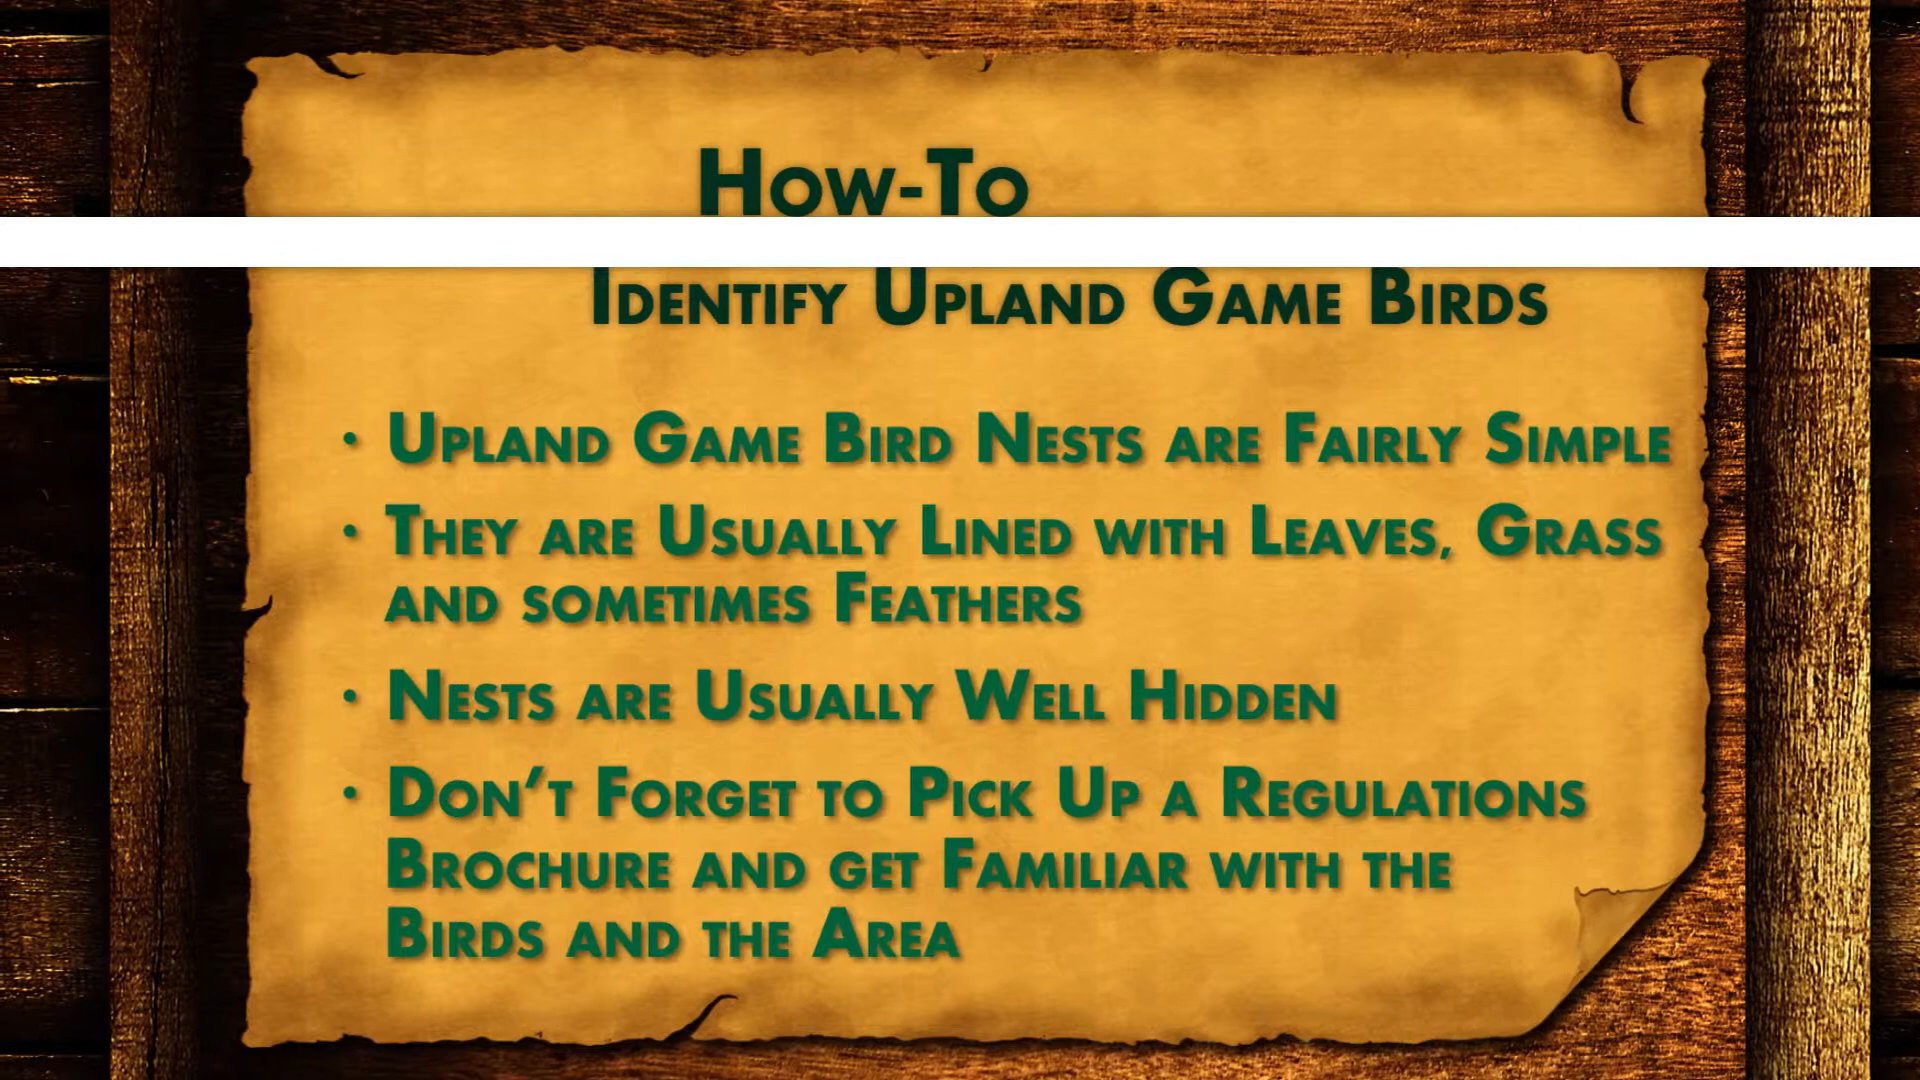 How-To
Identify Upland Game Birds
• Upland Game Bird Nests are Fairly Simple
• They are Usually Lined with Leaves, Grass
and sometimes Feathers
• Nests are Usually Well Hidden
• Don't Forget to Pick Up a Regulations
Brochure and get Familiar with the
Birds and the Area